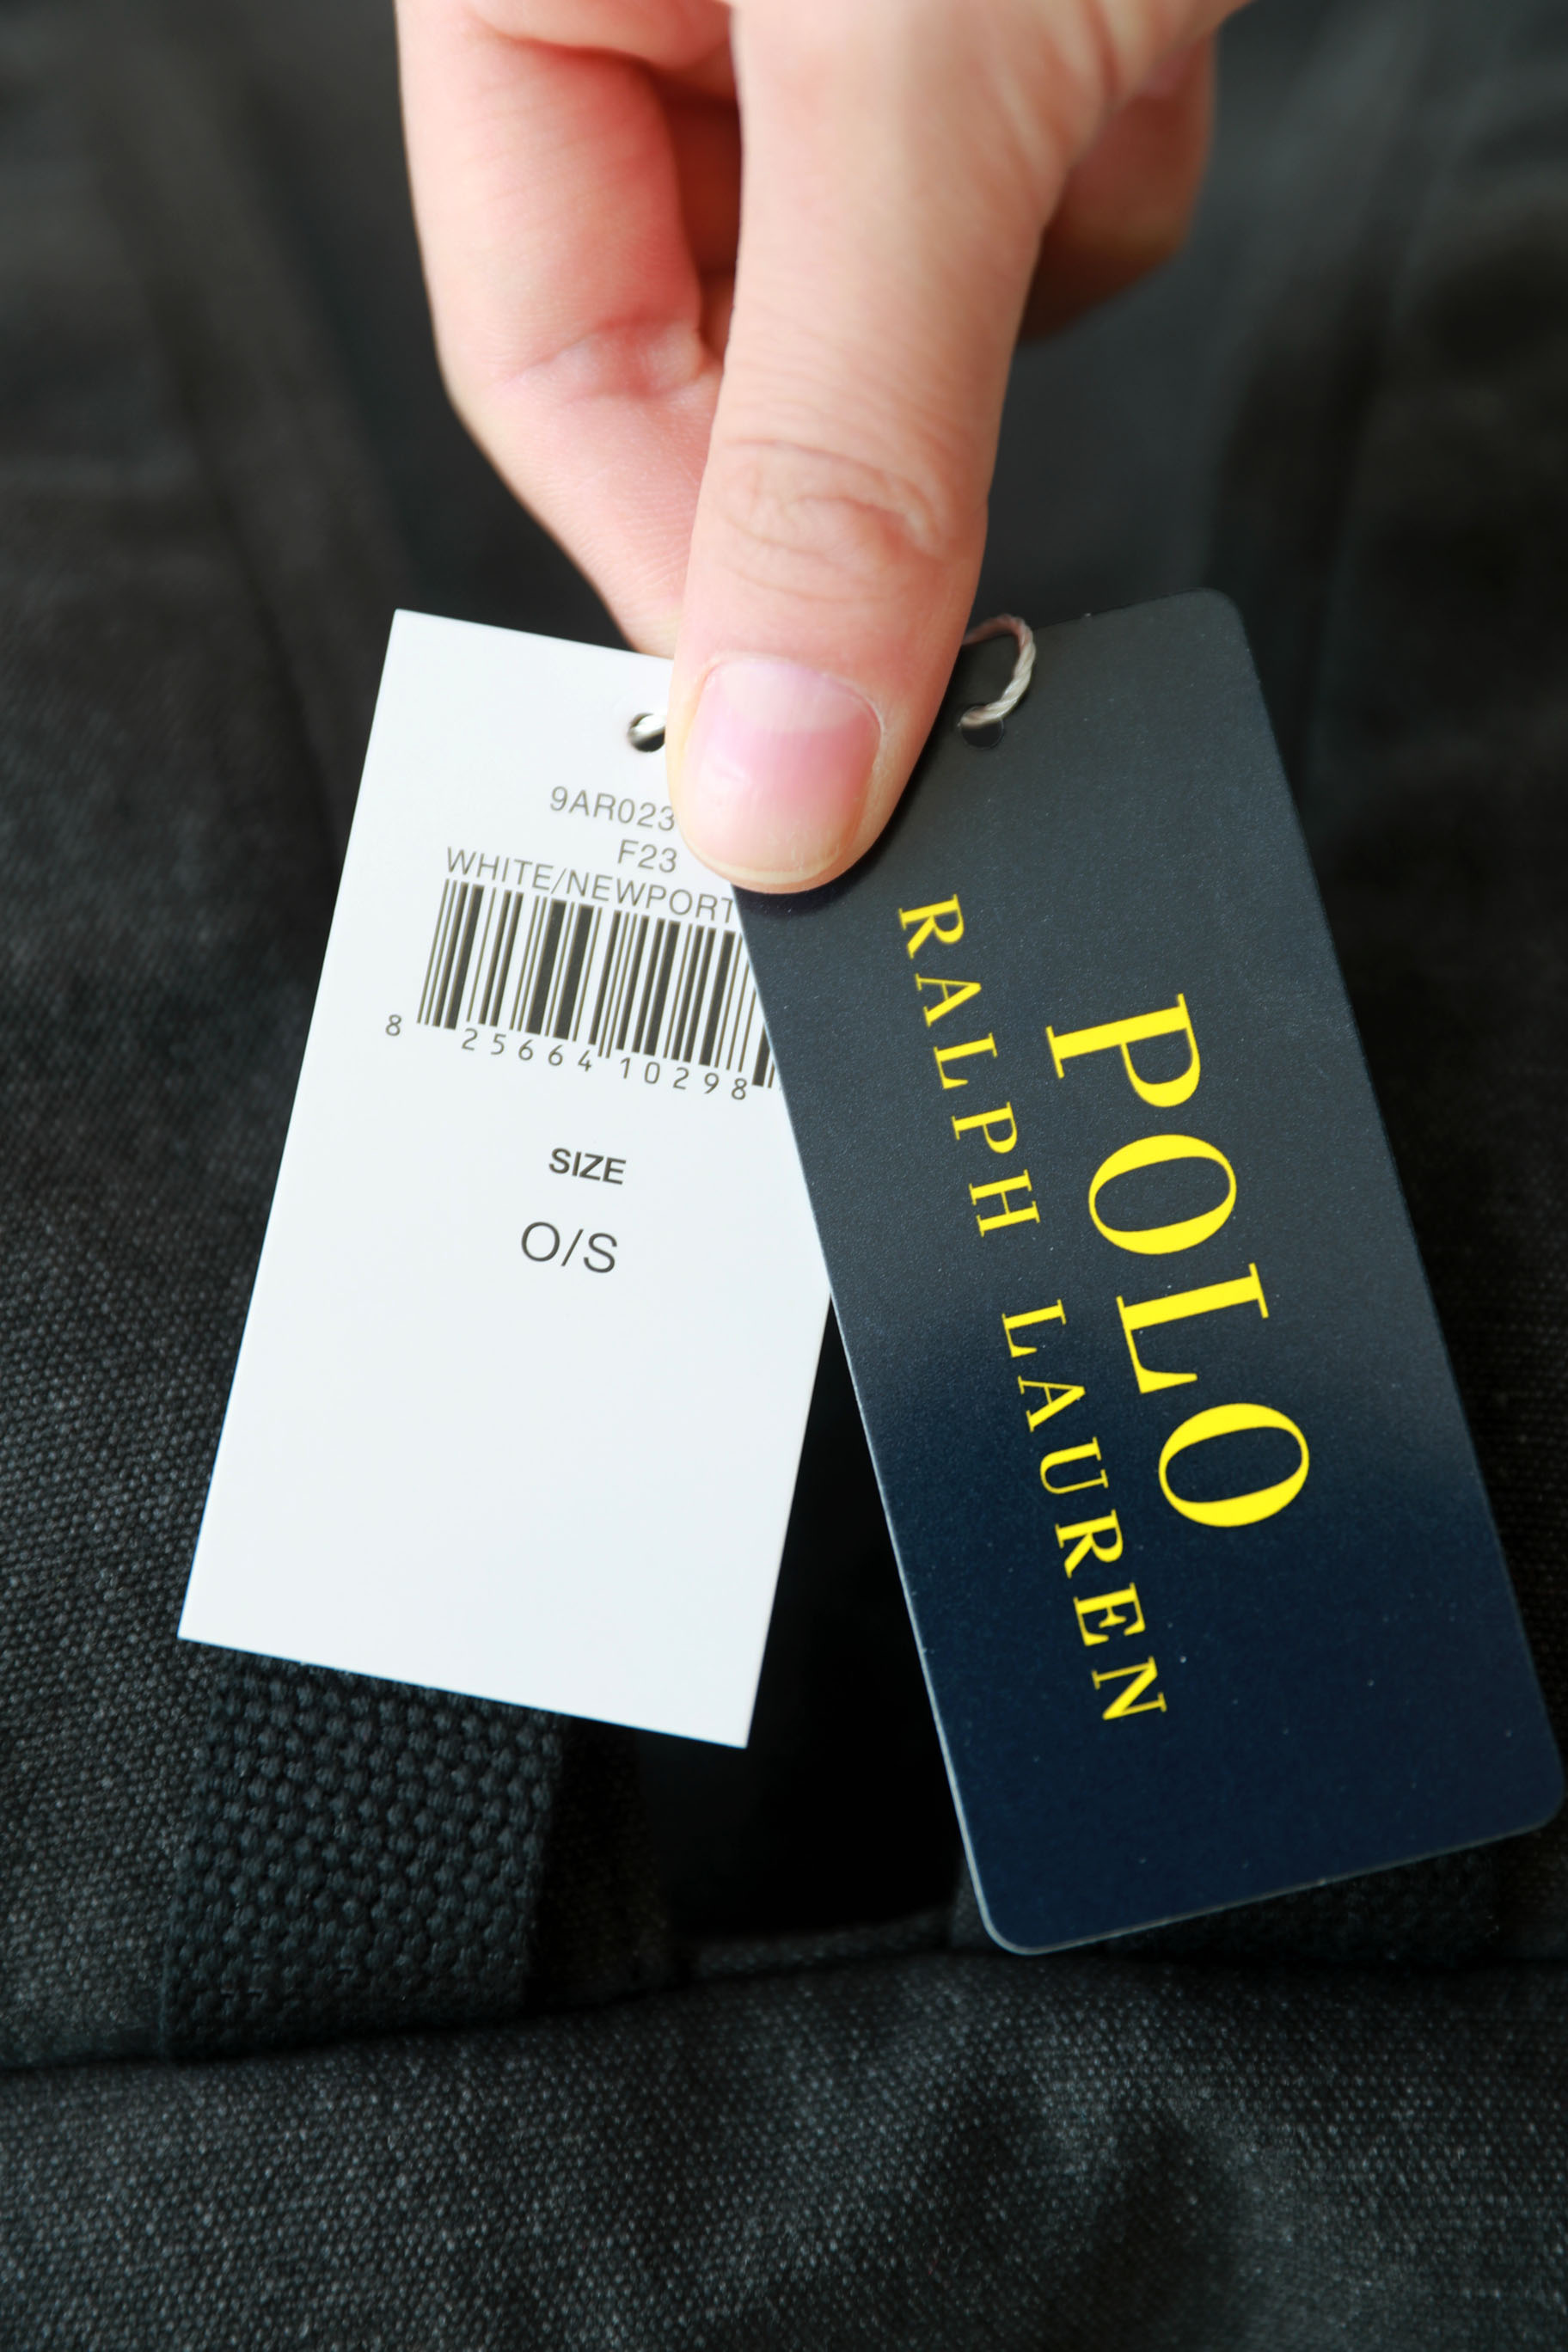 9AR023
F23
WHITE/NEWPORT
8 25664 10298
SIZE
O/S
POLO
RALPH LAUREN